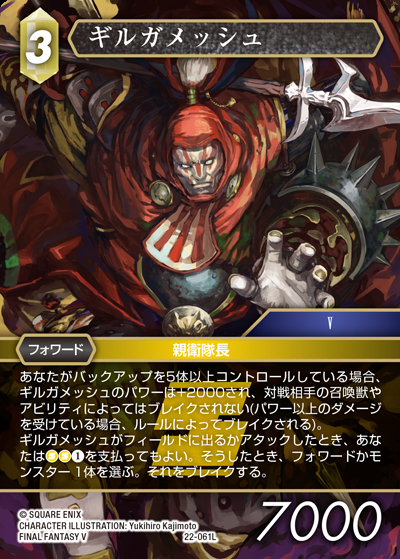 3
ギルガメッシュ
V
フォワード
親衛隊長
あなたがバックアップを5体以上コントロールしている場合、
ギルガメッシュのパワーは+2000され、対戦相手の召喚獣や
アビリティによってはブレイクされない(パワー以上のダメージ
を受けている場合、ルールによってブレイクされる)。
ギルガメッシュがフィールドに出るかアタックしたとき、あな
たは1を支払ってもよい。そうしたとき、フォワードかモ
ンスター1体を選ぶ。それをブレイクする。
© SQUARE ENIX
CHARACTER ILLUSTRATION: Yukihiro Kajimoto
FINAL FANTASY V
22-061L
7000